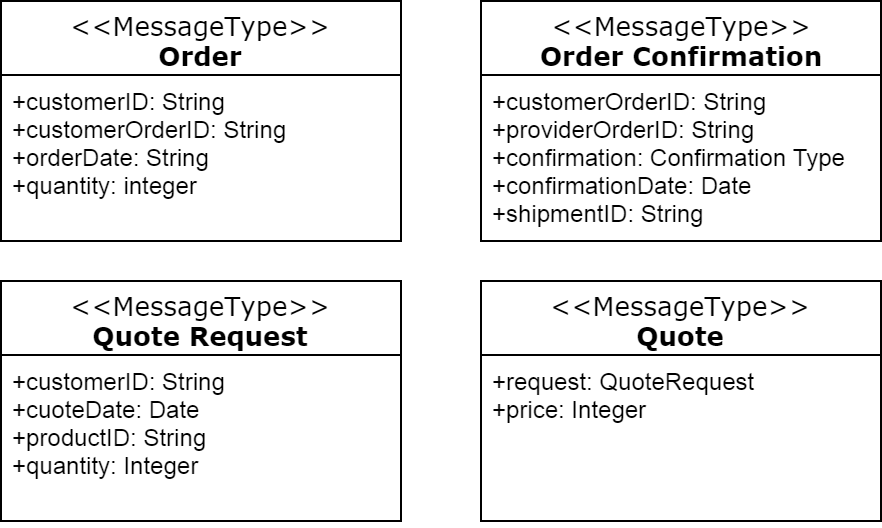 <<MessageType>>
Order
+customerID: String
+customerOrderID: String
+orderDate: String
+quantity: integer
<<MessageType>>
Order Confirmation
+customerOrderID: String
+providerOrderID: String
+confirmation: Confirmation Type
+confirmationDate: Date
+shipmentID: String
<<MessageType>>
Quote Request
+customerID: String
+cuoteDate: Date
+productID: String
+quantity: Integer
<<MessageType>>
Quote
+request: QuoteRequest
+price: Integer